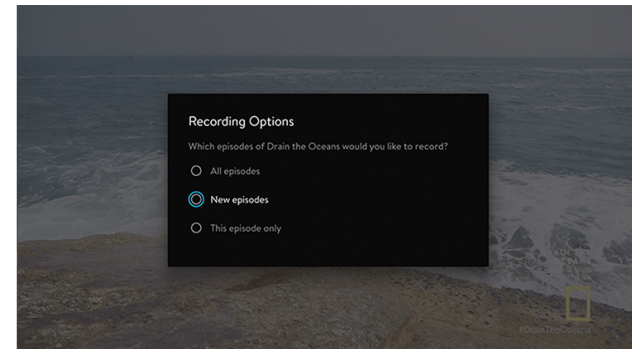 Recording Options
Which episodes of Drain the Oceans would you like to record?
All episodes
New episodes
This episode only
#DrainTheOceans